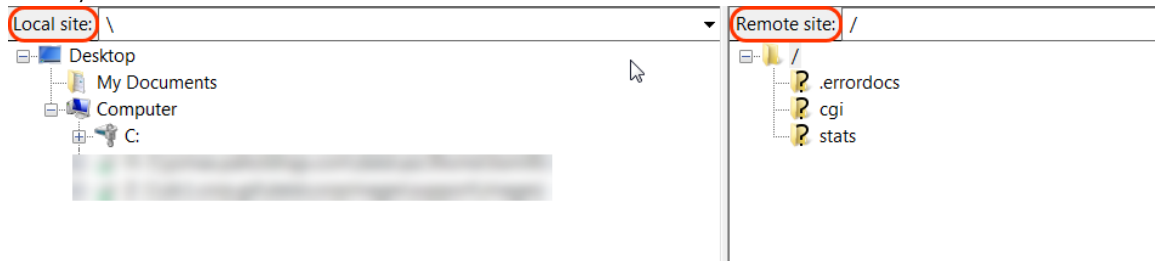 Local site: \
Desktop
My Documents
Computer
C:
Remote site: /
/
.errordocs
cgi
stats